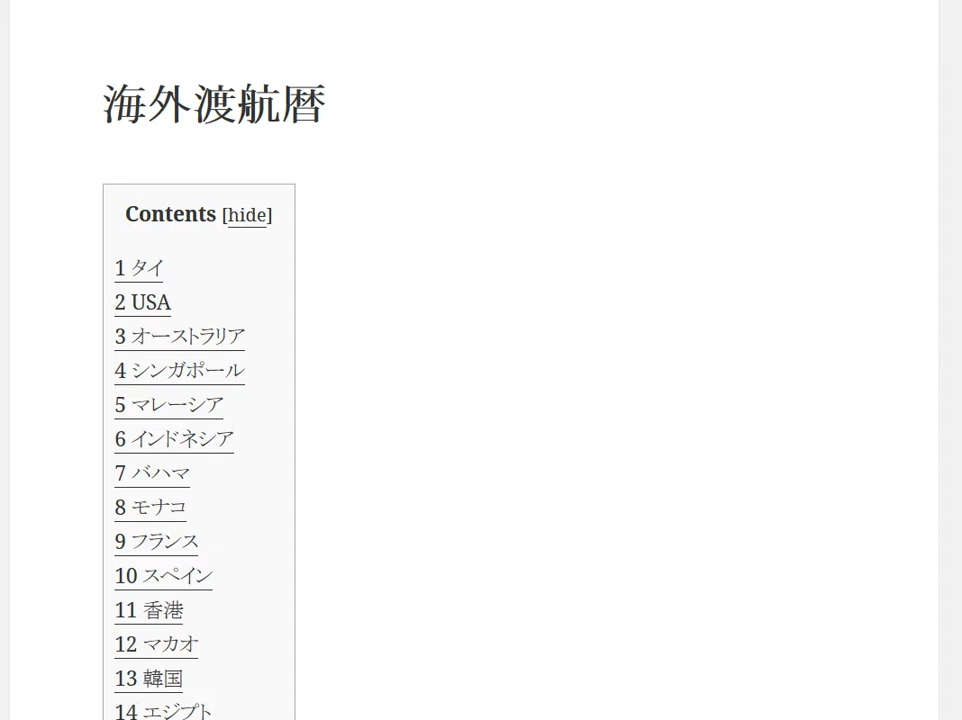 海外渡航暦
Contents [hide]
1 タイ
2 USA
3 オーストラリア
4 シンガポール
5 マレーシア
6 インドネシア
7 バハマ
8 モナコ
9 フランス
10 スペイン
11 香港
12 マカオ
13 韓国
14 エジプト